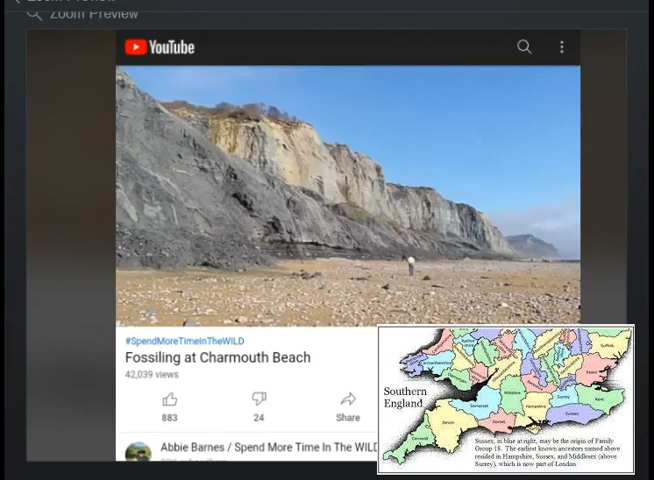 Zoom Preview
YouTube
#SpendMoreTimeInTheWILD
Fossiling at Charmouth Beach
42,039 views
883
24
Share
Abbie Barnes / Spend More Time In The WILD
Southern
England
Suffolk
Essex
Wiltshire
Surrey
Kent
Somerset
Hampshire
Sussex
Devon
Cornwall
Sussex, in blue at right, may be the origin of Family
Group 18. The earliest known ancestors named above
resided in Hampshire, Sussex, and Middlesex (above
Surrey), which is now part of London.